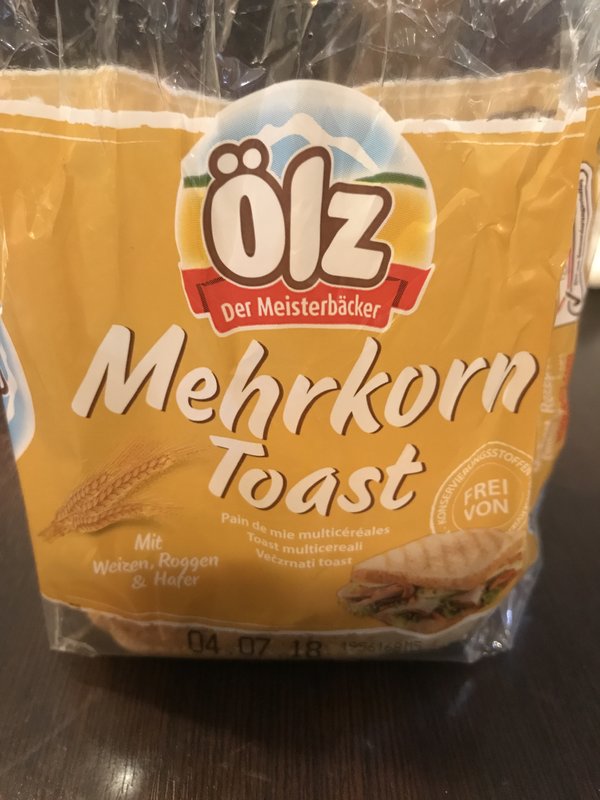 Ölz
Der Meisterbäcker
Mehrkorn
Toast
KONSERVIERUNGSSTOFFEN
FREI
VON
Pain de mie multicéréales
Toast multicereali
Večzrnati toast
Mit
Weizen, Roggen
& Hafer
04 07 18